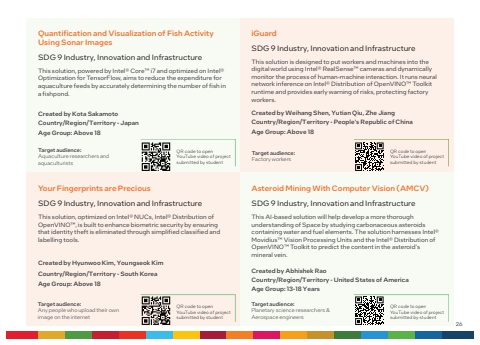 Quantification and Visualization of Fish Activity
Using Sonar Images
SDG 9 Industry, Innovation and Infrastructure
This solution, powered by Intel® Core™ i7 and optimized on Intel®
Optimization for TensorFlow, aims to reduce the expenditure for
aquaculture feeds by accurately determining the number of fish in
a fishpond.
Created by Kota Sakamoto
Country/Region/Territory - Japan
Age Group: Above 18
Target audience:
Aquaculture researchers and
aquaculturists
QR code to open
YouTube video of project
submitted by student
iGuard
SDG 9 Industry, Innovation and Infrastructure
This solution is designed to put workers and machines into the
digital world using Intel® RealSense™ cameras and dynamically
monitor the process of human-machine interaction. It runs neural
network inference on Intel® Distribution of OpenVINO™ Toolkit
runtime and provides early warning of risks, protecting factory
workers.
Created by Weihang Shen, Yutian Qiu, Zhe Jiang
Country/Region/Territory - People's Republic of China
Age Group: Above 18
Target audience:
Factory workers
QR code to open
YouTube video of project
submitted by student
Your Fingerprints are Precious
SDG 9 Industry, Innovation and Infrastructure
This solution, optimized on Intel® NUCs, Intel® Distribution of
OpenVINO™, is built to enhance biometric security by ensuring
that identity theft is eliminated through simplified classified and
labelling tools.
Created by Hyunwoo Kim, Youngseok Kim
Country/Region/Territory - South Korea
Age Group: Above 18
Target audience:
Any people who upload their own
image on the internet
QR code to open
YouTube video of project
submitted by student
Asteroid Mining With Computer Vision (AMCV)
SDG 9 Industry, Innovation and Infrastructure
This AI-based solution will help develop a more thorough
understanding of Space by studying carbonaceous asteroids
containing water and fuel elements. The solution harnesses Intel®
Movidius™ Vision Processing Units and the Intel® Distribution of
OpenVINO™ Toolkit to predict the content in the asteroid's
mineral vein.
Created by Abhishek Rao
Country/Region/Territory - United States of America
Age Group: 13-18 Years
Target audience:
Planetary science researchers &
Aerospace engineers
QR code to open
YouTube video of project
submitted by student
26